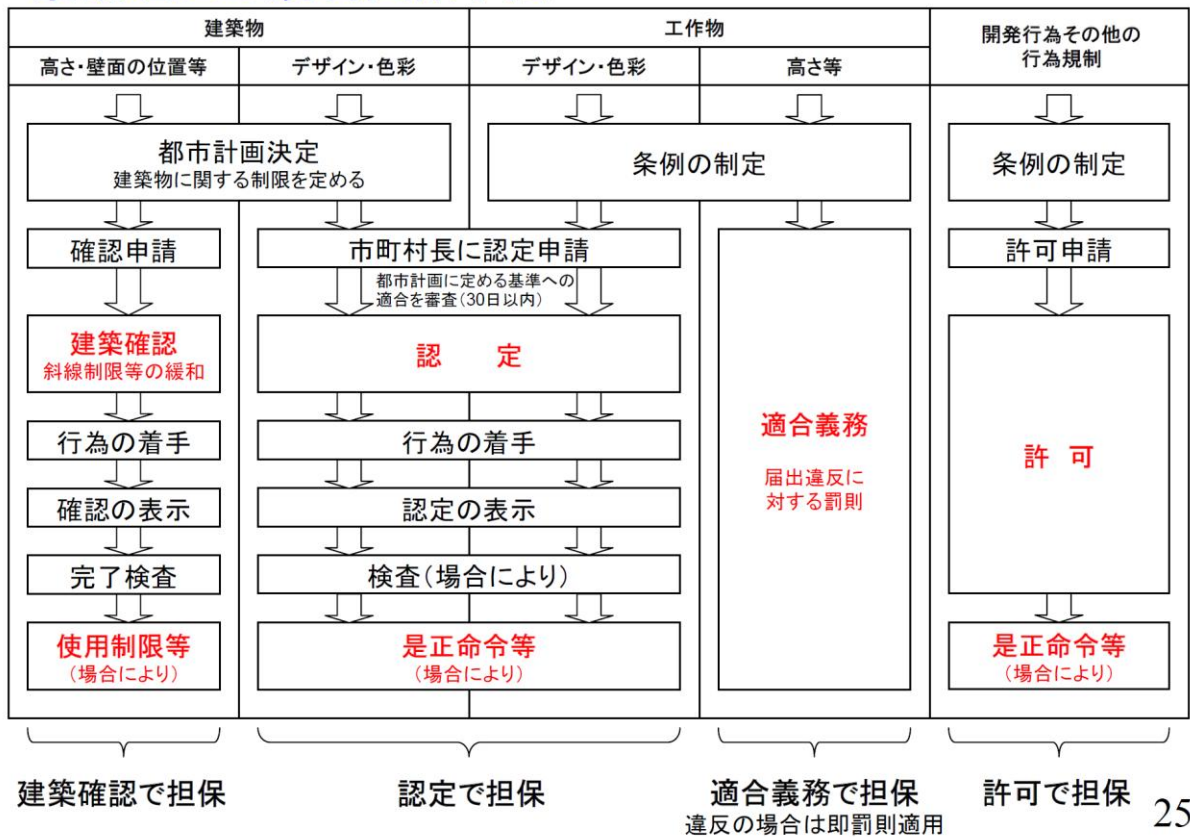 建築物
工作物
開発行為その他の
行為規制
高さ・壁面の位置等
デザイン・色彩
デザイン・色彩
高さ等
都市計画決定
建築物に関する制限を定める
条例の制定
条例の制定
確認申請
市町村長に認定申請
許可申請
都市計画に定める基準への
適合を審査(30日以内)
建築確認
斜線制限等の緩和
認 定
適合義務
届出違反に
対する罰則
許 可
行為の着手
行為の着手
確認の表示
認定の表示
完了検査
検査(場合により)
使用制限等
(場合により)
是正命令等
(場合により)
是正命令等
(場合により)
建築確認で担保
認定で担保
適合義務で担保
違反の場合は即罰則適用
許可で担保
25